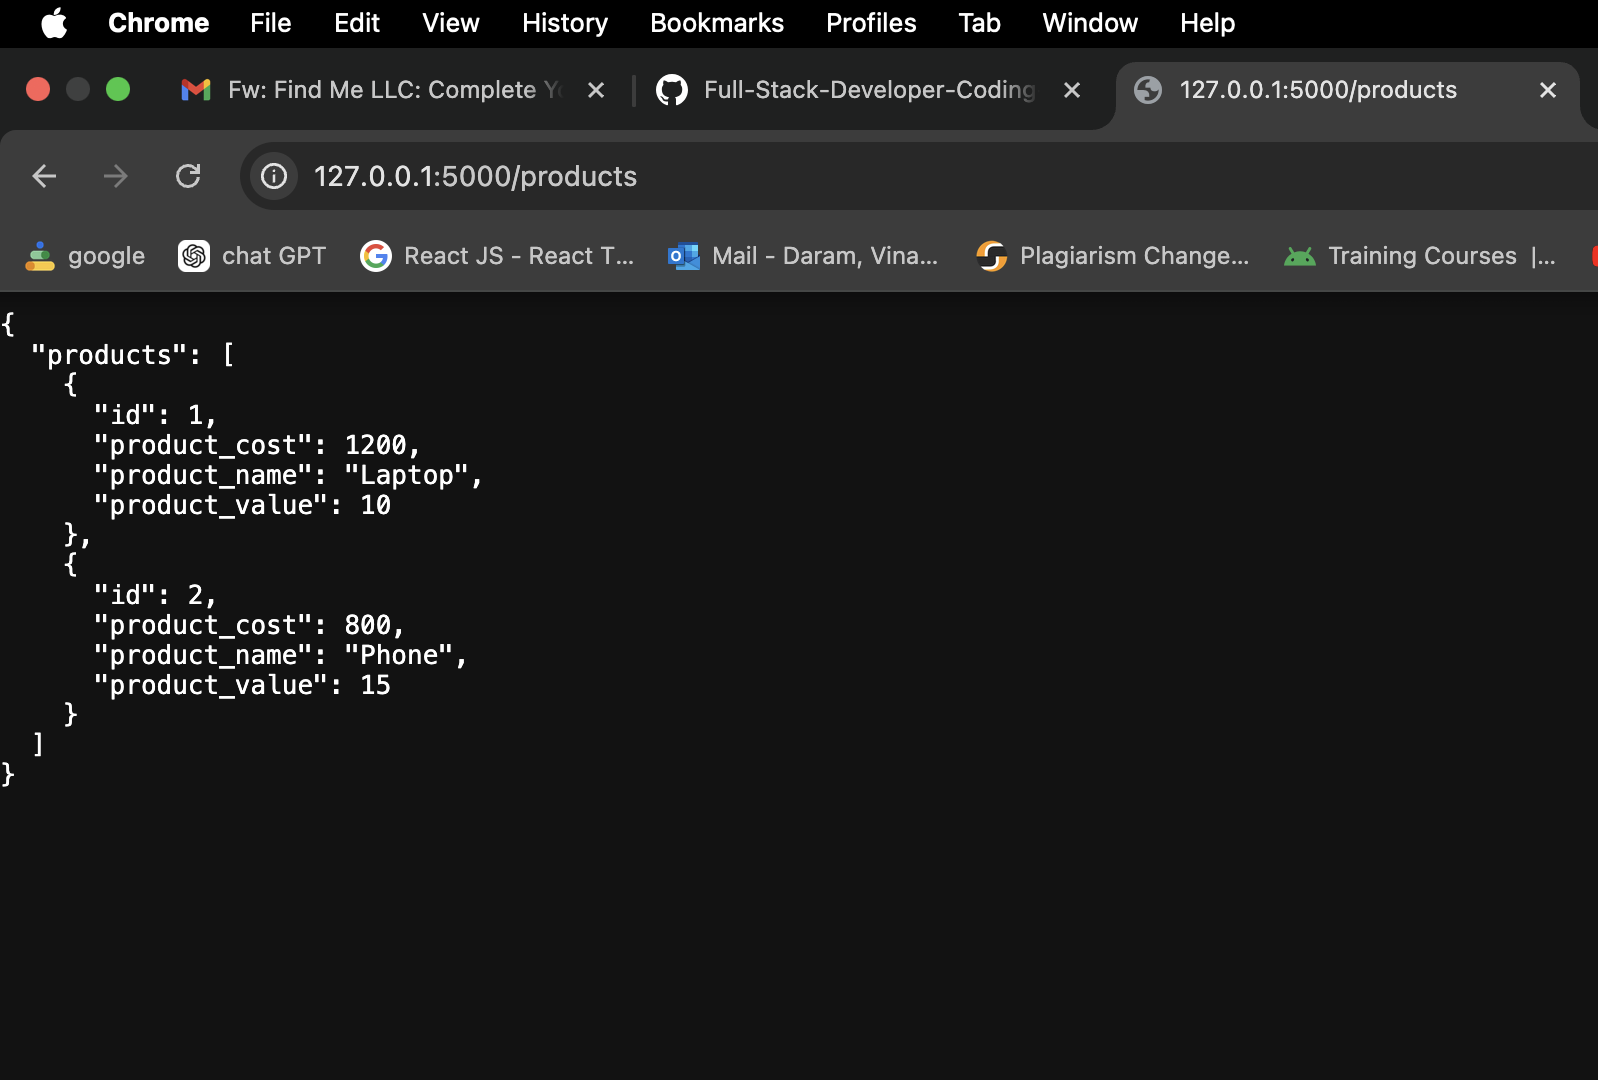 Chrome File Edit View History Bookmarks Profiles Tab Window Help
Fw: Find Me LLC: Complete Full-Stack-Developer-Coding 127.0.0.1:5000/products
127.0.0.1:5000/products
google chat GPT React JS - React T... Mail - Daram, Vina... Plagiarism Change... Training Courses |...
{
"products": [
{
"id": 1,
"product_cost": 1200,
"product_name": "Laptop",
"product_value": 10
},
{
"id": 2,
"product_cost": 800,
"product_name": "Phone",
"product_value": 15
}
]
}